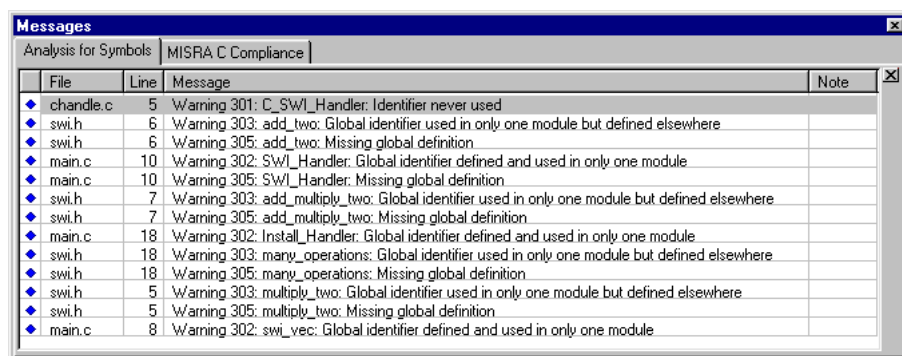 Messages
Analysis for Symbols MISRA C Compliance
File Line Message Note
chandle.c 5 Warning 301: C_SWI_Handler: Identifier never used
swi.h 6 Warning 303: add_two: Global identifier used in only one module but defined elsewhere
swi.h 6 Warning 305: add_two: Missing global definition
main.c 10 Warning 302: SWI_Handler: Global identifier defined and used in only one module
main.c 10 Warning 305: SWI_Handler: Missing global definition
swi.h 7 Warning 303: add_multiply_two: Global identifier used in only one module but defined elsewhere
swi.h 7 Warning 305: add_multiply_two: Missing global definition
main.c 18 Warning 302: Install_Handler: Global identifier defined and used in only one module
swi.h 18 Warning 303: many_operations: Global identifier used in only one module but defined elsewhere
swi.h 18 Warning 305: many_operations: Missing global definition
swi.h 5 Warning 303: multiply_two: Global identifier used in only one module but defined elsewhere
swi.h 5 Warning 305: multiply_two: Missing global definition
main.c 8 Warning 302: swi_vec: Global identifier defined and used in only one module